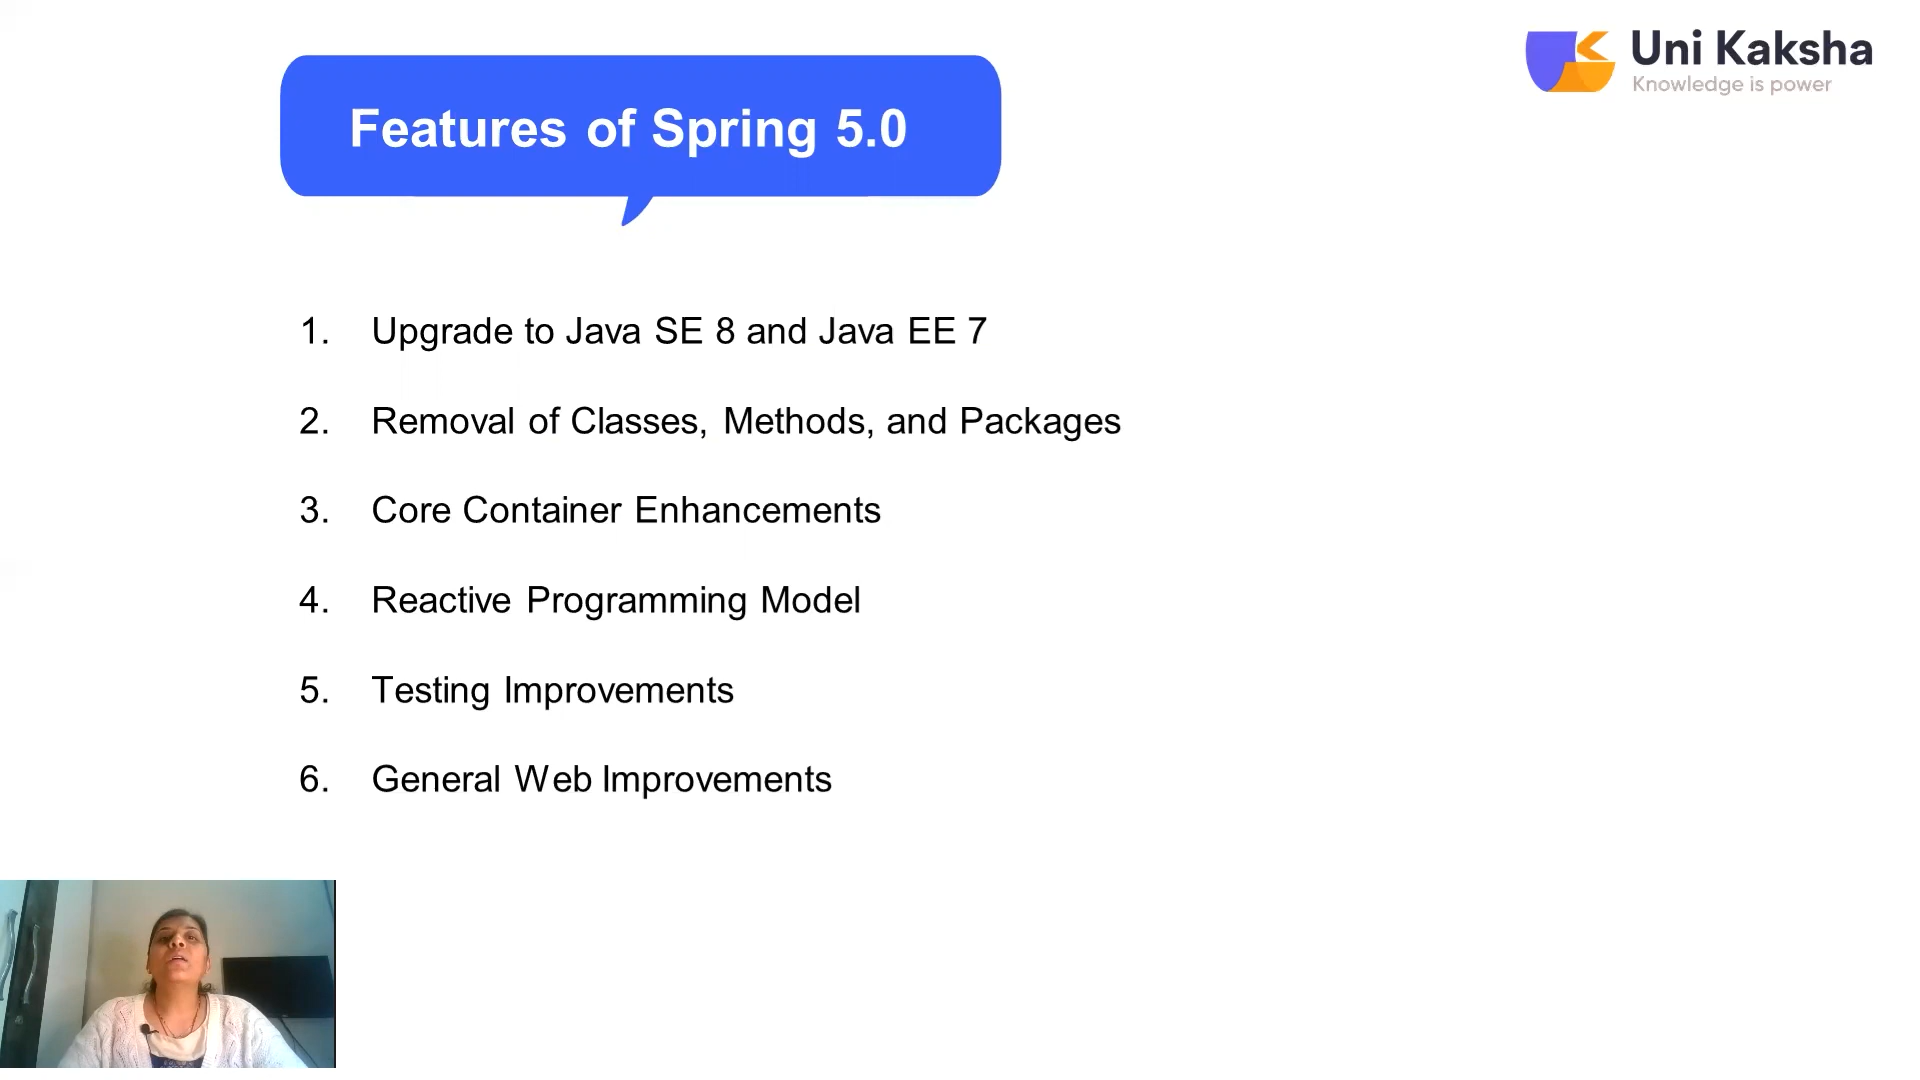 Uni Kaksha
Knowledge is power
Features of Spring 5.0
1. Upgrade to Java SE 8 and Java EE 7
2. Removal of Classes, Methods, and Packages
3. Core Container Enhancements
4. Reactive Programming Model
5. Testing Improvements
6. General Web Improvements